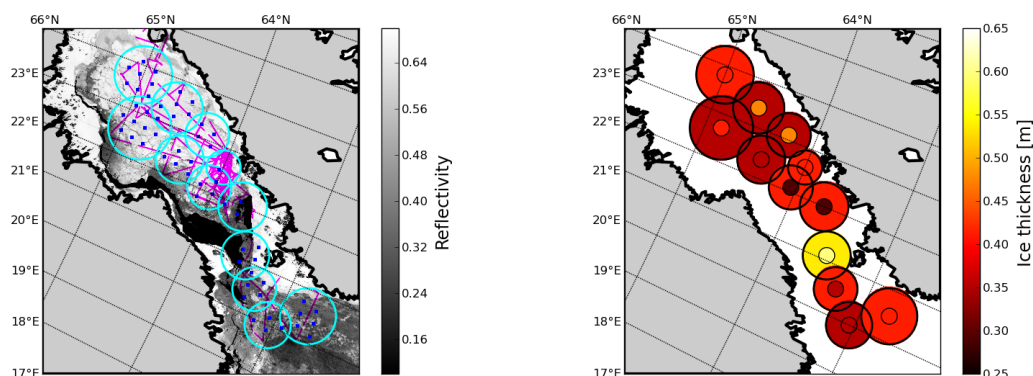 66°N 65°N 64°N
23°E
22°E
21°E
20°E
19°E
18°E
17°E
0.64
0.56
0.48
0.40
0.32
0.24
0.16
Reflectivity
66°N 65°N 64°N
23°E
22°E
21°E
20°E
19°E
18°E
17°E
0.65
0.60
0.55
0.50
0.45
0.40
0.35
0.30
0.25
Ice thickness [m]